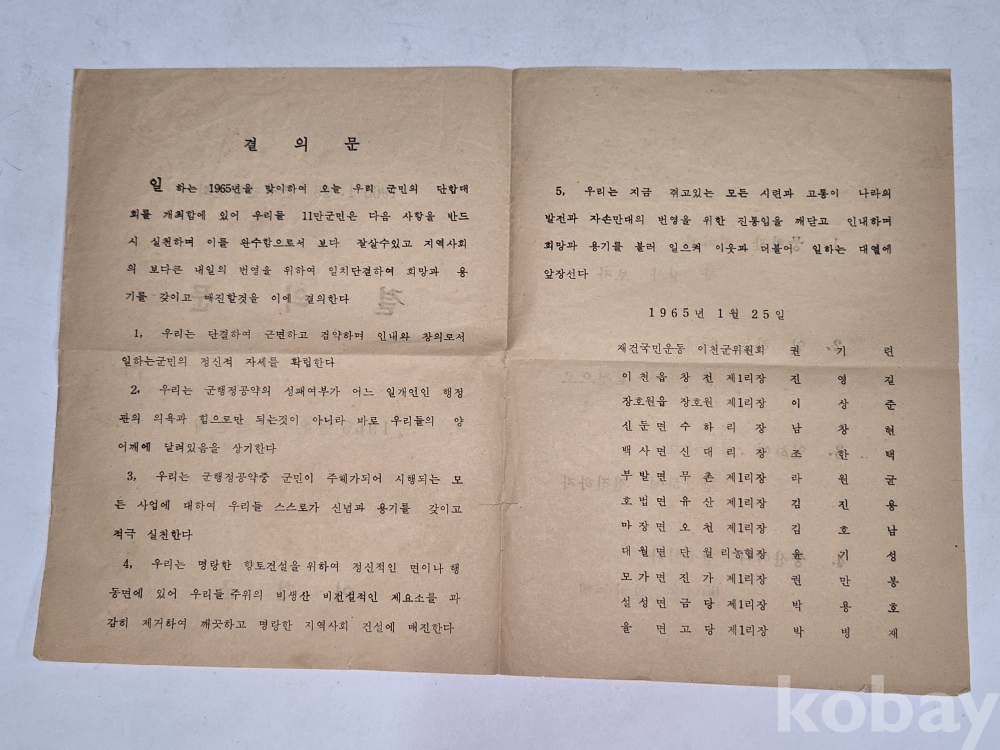 결 의 문
일 하는 1965년을 맞이하여 오늘 우리 군민의 단합대
회를 개최함에 있어 우리들 11만군민은 다음 사항을 반드
시 실천하며 이를 완수함으로서 보다 잘살수있고 지역사회
의 보다큰 내일의 번영을 위하여 일치단결하여 희망과 용
기를 갖이고 매진할것을 이에 결의한다
1, 우리는 단결하여 근면하고 검약하며 인내와 창의로서
일하는군민의 정신적 자세를 확립한다
2, 우리는 군행정공약의 성패여부가 어느 일개인인 행정
관의 의욕과 힘으로만 되는것이 아니라 바로 우리들의 양
어깨에 달려있음을 상기한다
3, 우리는 군행정공약중 군민이 주체가되어 시행되는 모
든 사업에 대하여 우리들 스스로가 신념과 용기를 갖이고
적극 실천한다
4, 우리는 명랑한 향토건설을 위하여 정신적인 면이나 행
동면에 있어 우리들 주위의 비생산 비건설적인 제요소를 과
감히 제거하여 깨끗하고 명랑한 지역사회 건설에 매진한다
5, 우리는 지금 겪고있는 모든 시련과 고통이 나라의
발전과 자손만대의 번영을 위한 진통임을 깨닫고 인내하며
희망과 용기를 불러 일으켜 이웃과 더불어 일하는 대열에
앞장선다
1965년 1월 25일
재건국민운동 이천군위원회 권 기 련
이천읍 창전 제1리장 진 영 길
장호원읍 장호원 제1리장 이 상 준
신둔면 수하리장 남 창 현
백사면 신대리장 조 한 택
부발면 무촌 제1리장 라 원 균
호법면 유산 제1리장 김 진 용
마장면 오천 제1리장 김 호 남
대월면 단월 리농협장 윤 기 성
모가면 진가 제1리장 권 만 봉
설성면 금당 제1리장 박 용 호
율면 고당 제1리장 박 병 재
kobay